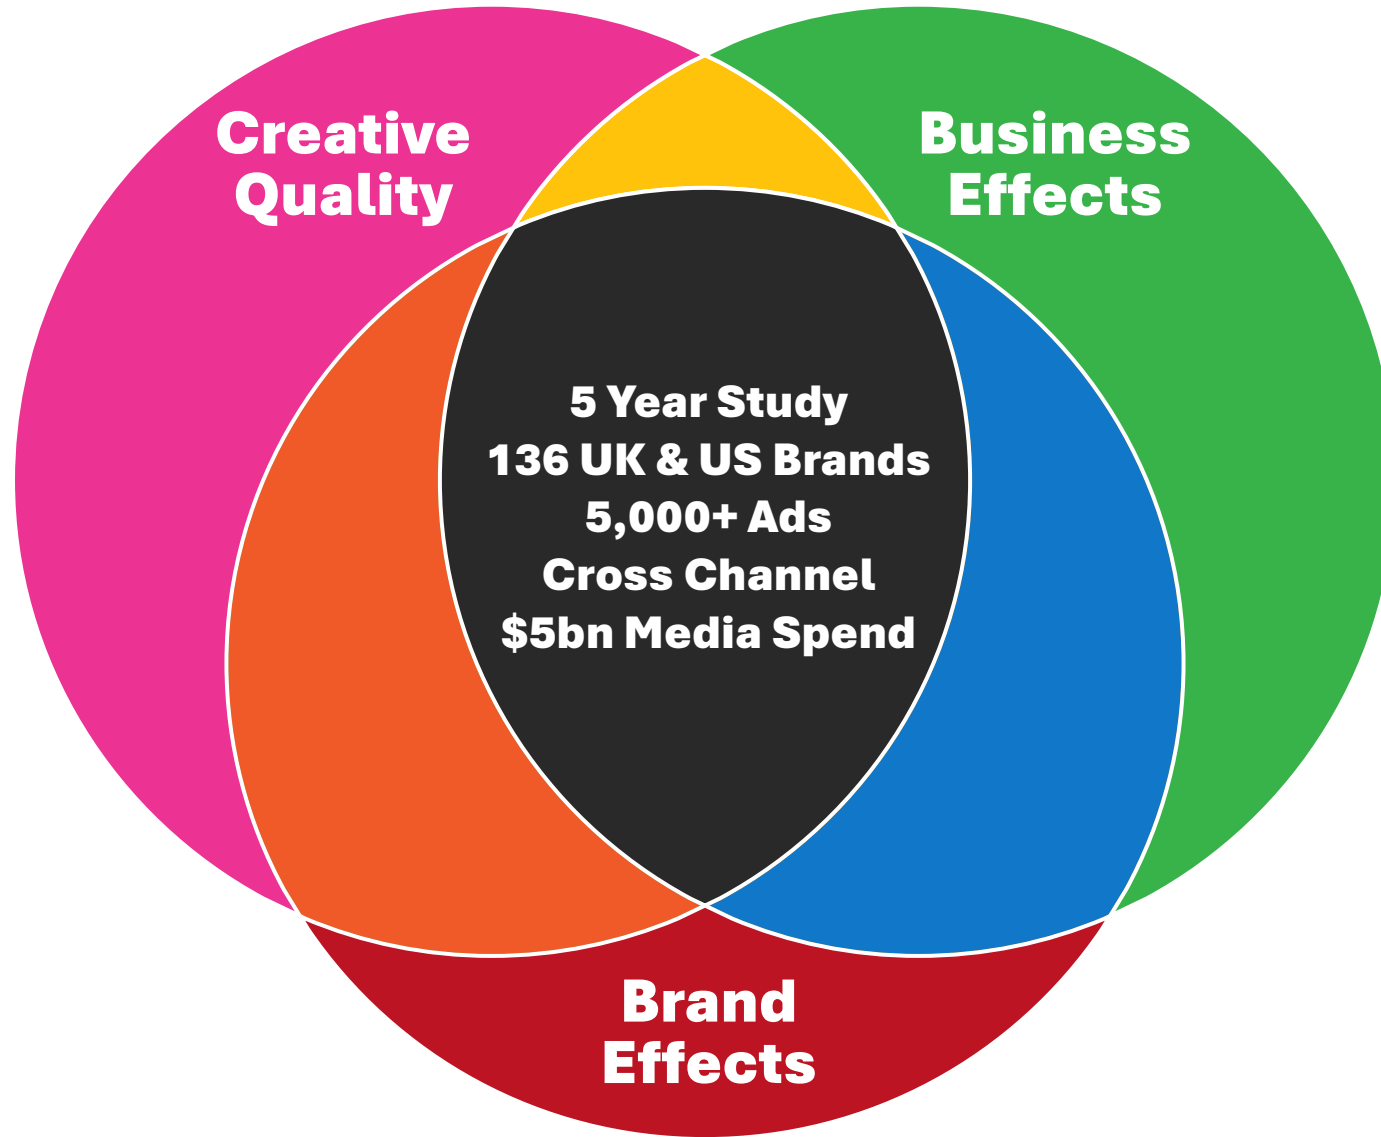 Creative
Quality
Business
Effects
5 Year Study
136 UK & US Brands
5,000+ Ads
Cross Channel
$5bn Media Spend
Brand
Effects